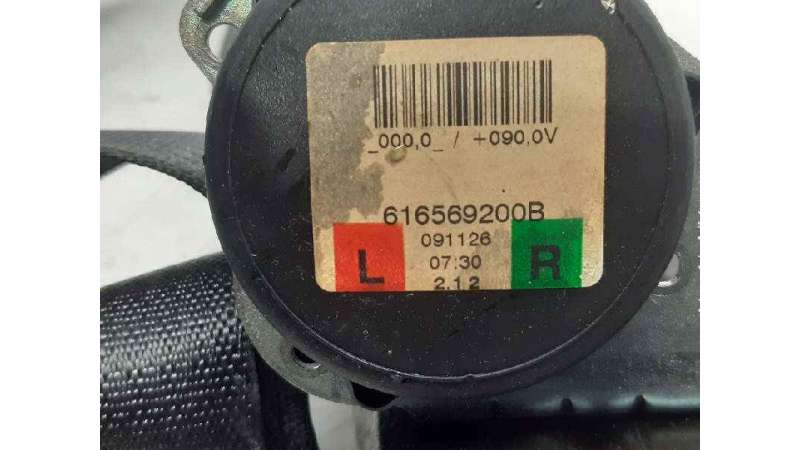 _000,0_ / +090,0V
616569200B
091126
L 07:30 R
2.1 2